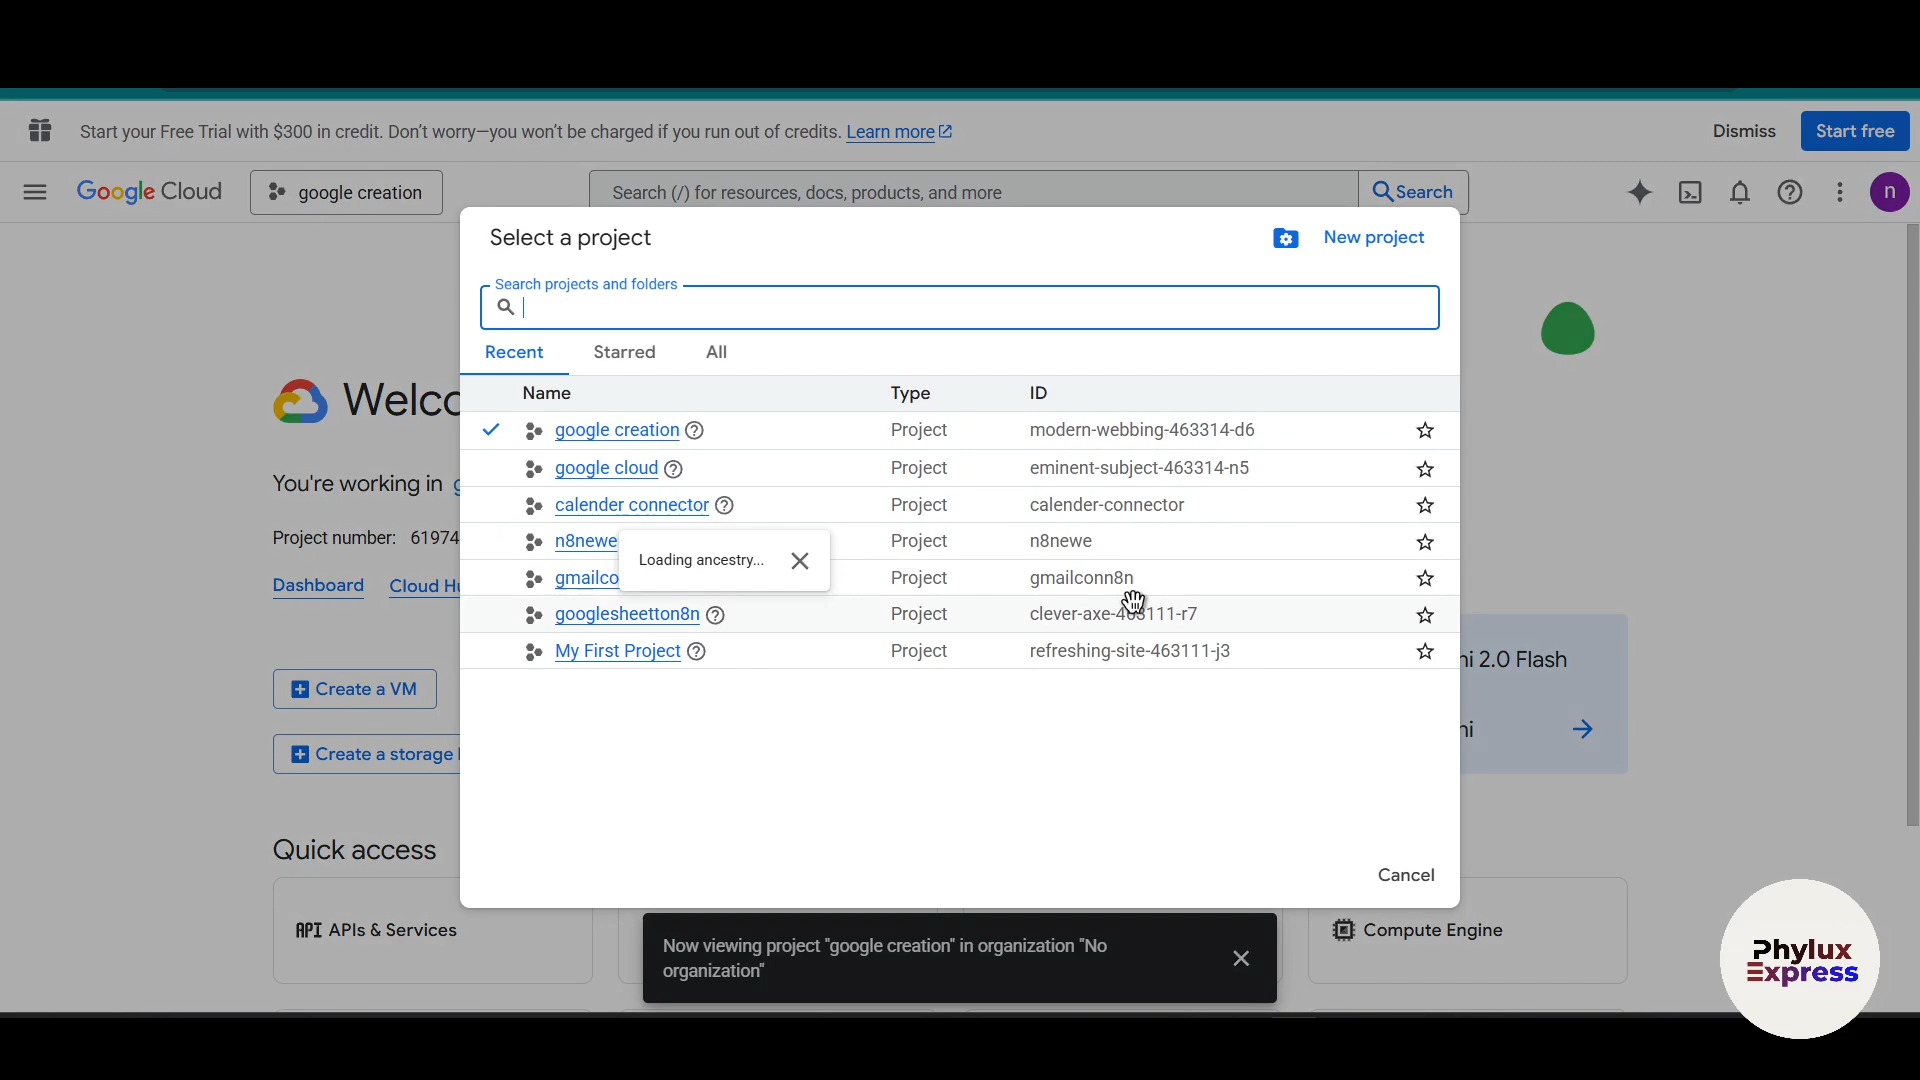 Start your Free Trial with $300 in credit. Don't worry—you won't be charged if you run out of credits. Learn more
Dismiss
Start free
Google Cloud
google creation
Search (/) for resources, docs, products, and more
Search
n
Select a project
New project
Search projects and folders
Recent
Starred
All
Name
Type
ID
google creation
Project
modern-webbing-463314-d6
google cloud
Project
eminent-subject-463314-n5
calender connector
Project
calender-connector
n8newe
Project
n8newe
Loading ancestry...
gmailco
Project
gmailconn8n
googlesheetton8n
Project
clever-axe-463111-r7
My First Project
Project
refreshing-site-463111-j3
Cancel
Welco
You're working in g
Project number: 61974
Dashboard
Cloud Hu
Create a VM
Create a storage
ni 2.0 Flash
ni
Quick access
API APIs & Services
Compute Engine
Now viewing project "google creation" in organization "No
organization"
Phylux
Express